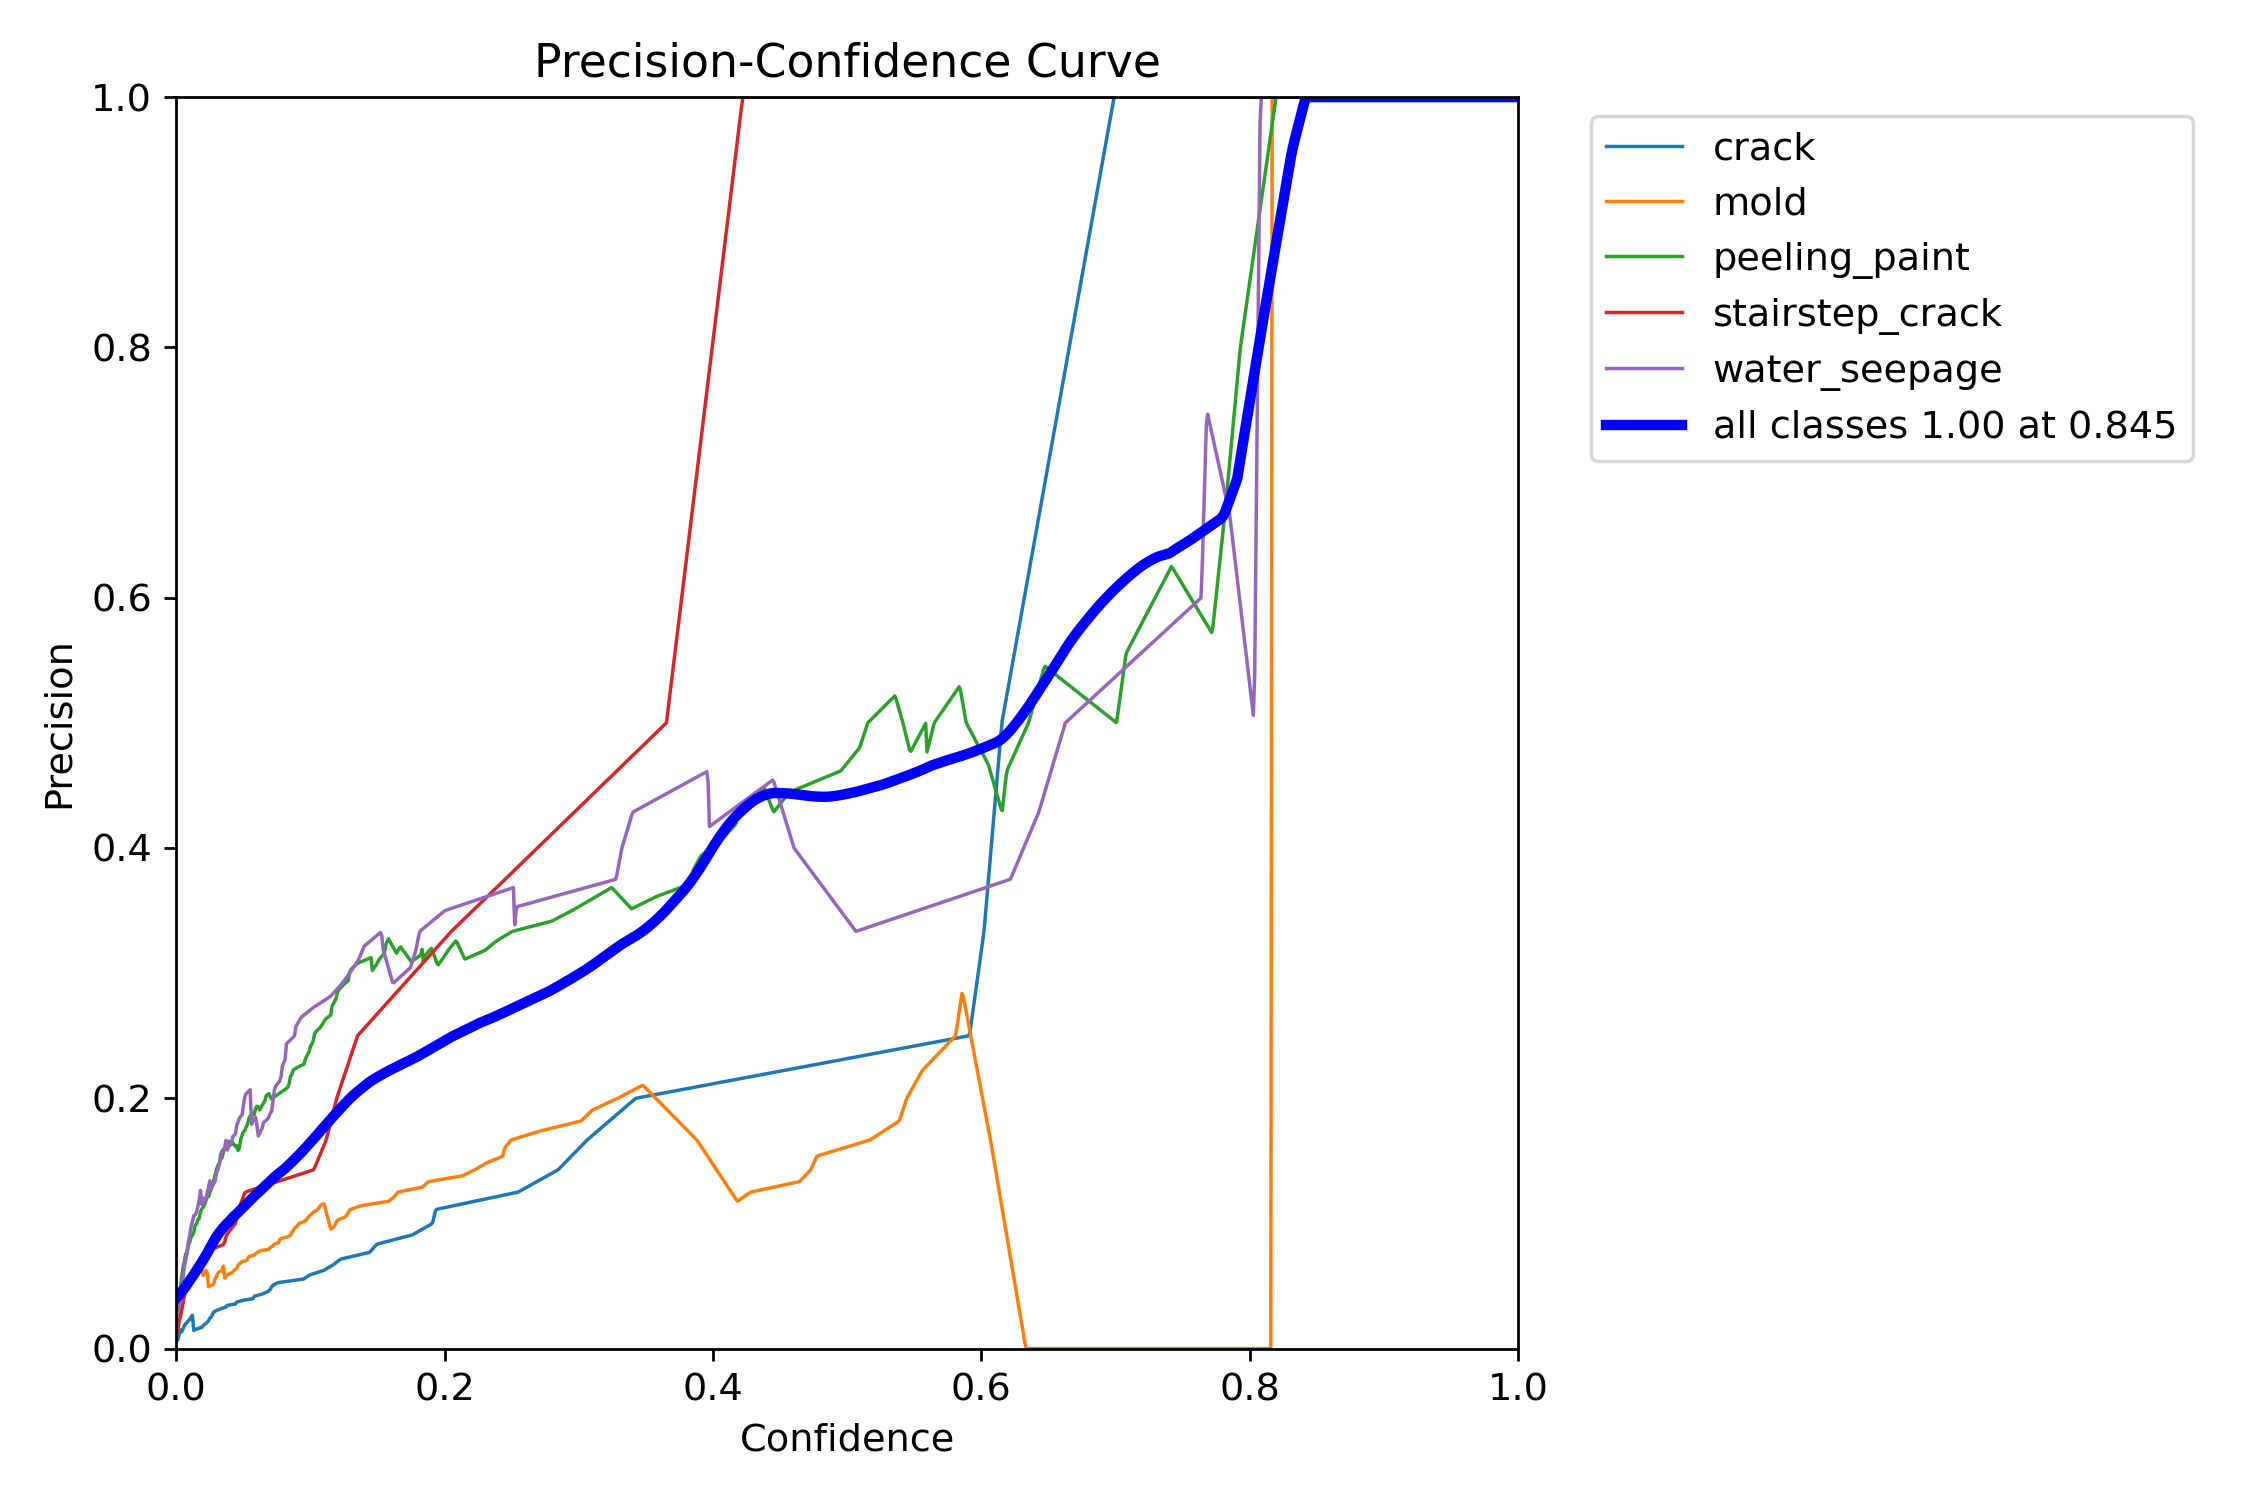 Precision-Confidence Curve
1.0
0.8
0.6
0.4
0.2
0.0
Precision
0.0 0.2 0.4 0.6 0.8 1.0
Confidence
crack
mold
peeling_paint
stairstep_crack
water_seepage
all classes 1.00 at 0.845